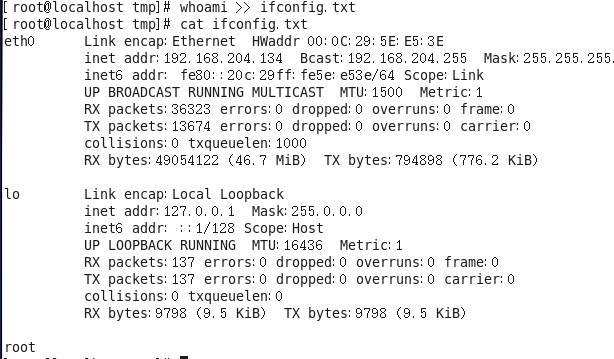 [root@localhost tmp]# whoami >> ifconfig.txt
[root@localhost tmp]# cat ifconfig.txt
eth0      Link encap:Ethernet  HWaddr 00:0C:29:5E:E5:3E
          inet addr:192.168.204.134  Bcast:192.168.204.255  Mask:255.255.255.
          inet6 addr: fe80::20c:29ff:fe5e:e53e/64 Scope:Link
          UP BROADCAST RUNNING MULTICAST  MTU:1500  Metric:1
          RX packets:36323 errors:0 dropped:0 overruns:0 frame:0
          TX packets:13674 errors:0 dropped:0 overruns:0 carrier:0
          collisions:0 txqueuelen:1000
          RX bytes:49054122 (46.7 MiB)  TX bytes:794898 (776.2 KiB)
lo        Link encap:Local Loopback
          inet addr:127.0.0.1  Mask:255.0.0.0
          inet6 addr: ::1/128 Scope:Host
          UP LOOPBACK RUNNING  MTU:16436  Metric:1
          RX packets:137 errors:0 dropped:0 overruns:0 frame:0
          TX packets:137 errors:0 dropped:0 overruns:0 carrier:0
          collisions:0 txqueuelen:0
          RX bytes:9798 (9.5 KiB)  TX bytes:9798 (9.5 KiB)
root
[root@localhost tmp]#